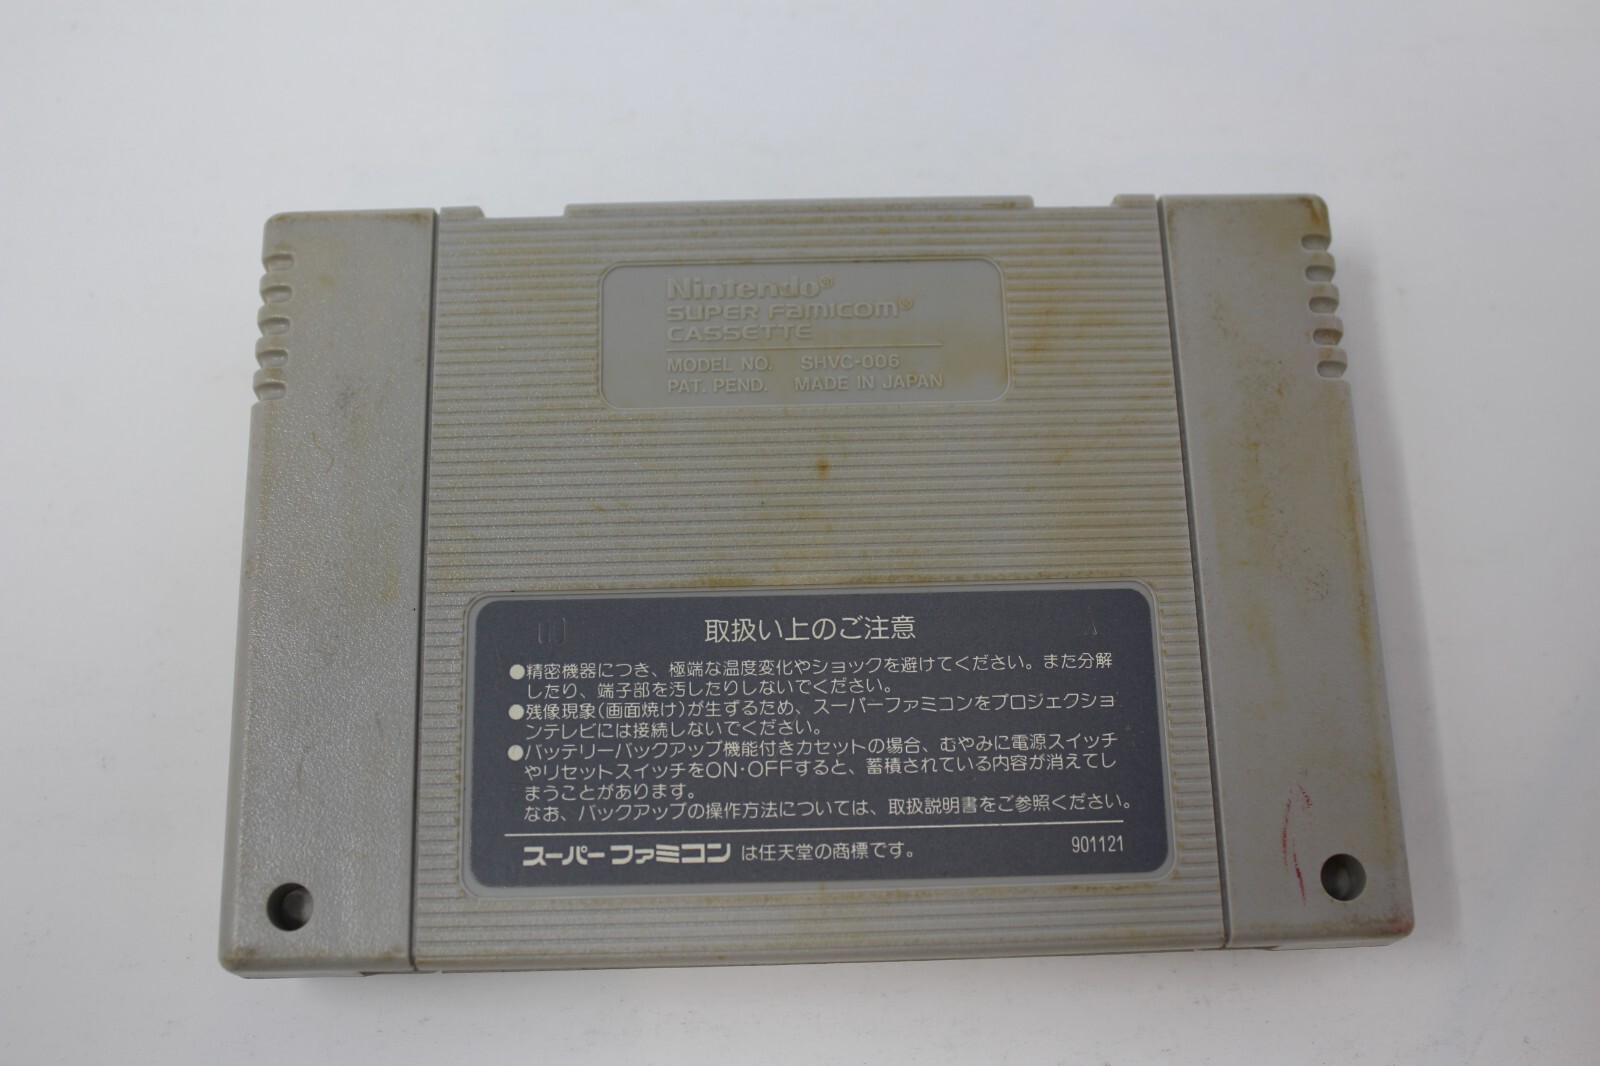 Nintendo®
SUPER FAMICOM®
CASSETTE
MODEL NO. SHVC-006
PAT. PEND. MADE IN JAPAN
取扱い上のご注意
●精密機器につき、極端な温度変化やショックを避けてください。また分解
したり、端子部を汚したりしないでください。
●残像現象(画面焼け)が生ずるため、スーパーファミコンをプロジェクショ
ンテレビには接続しないでください。
●バッテリーバックアップ機能付きカセットの場合、むやみに電源スイッチ
やリセットスイッチをON・OFFすると、蓄積されている内容が消えてし
まうことがあります。
なお、バックアップの操作方法については、取扱説明書をご参照ください。
スーパーファミコン は任天堂の商標です。
901121